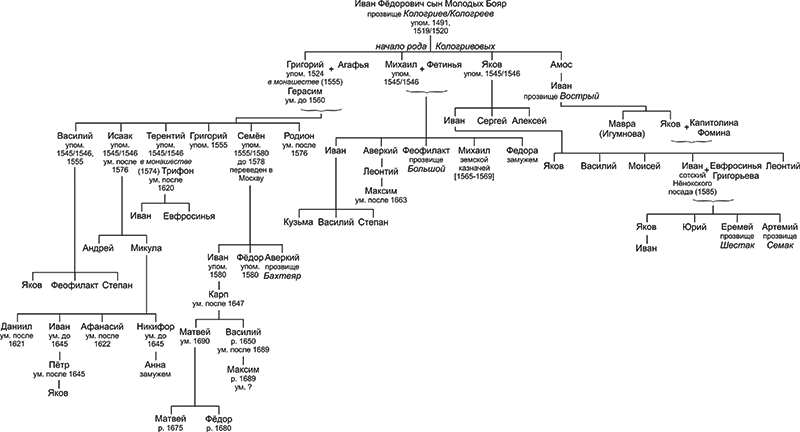 Иван Фёдорович сын Молодых Бояр
прозвище Кологриев/Кологреев
упом. 1491,
1519/1520
начало рода Кологривовых
Григорий + Агафья
упом. 1524
в монашестве (1555)
Герасим
ум. до 1560
Михаил + Фетинья
упом.
1545/1546
Яков
упом. 1545/1546
Амос
Иван
прозвище Вострый
Мавра
(Игумнова)
Яков + Капитолина
Фомина
Василий
упом.
1545/1546,
1555
Исаак
упом.
1545/1546
ум. после
1576
Терентий
упом.
1545/1546
в монашестве
(1574) Трифон
ум. после
1620
Григорий
упом. 1555
Семён
упом.
1555/1580
до 1578
переведен в
Москву
Родион
ум. после
1576
Иван
Аверкий
Леонтий
Максим
ум. после 1663
Феофилакт
прозвище
Большой
Михаил
земской
казначей
[1565-1569]
Федора
замужем
Иван
Сергей
Алексей
Яков
Василий
Моисей
Иван + Евфросинья
Григорьева
сотский
Нёнокского
посада (1585)
Леонтий
Иван
Евфросинья
Кузьма
Василий
Степан
Яков
Иван
Юрий
Еремей
прозвище
Шестак
Артемий
прозвище
Семак
Андрей
Микула
Иван
упом.
1580
Фёдор
упом.
1580
Аверкий
прозвище
Бахтеяр
Яков
Феофилакт
Степан
Карп
ум. после 1647
Даниил
ум. после
1621
Иван
ум. до
1645
Афанасий
ум. после
1622
Никифор
ум. до
1645
Матвей
ум. 1690
Василий
р. 1650
ум. после 1689
Пётр
ум. после 1645
Яков
Анна
замужем
Максим
р. 1689
ум. ?
Матвей
р. 1675
Фёдор
р. 1680